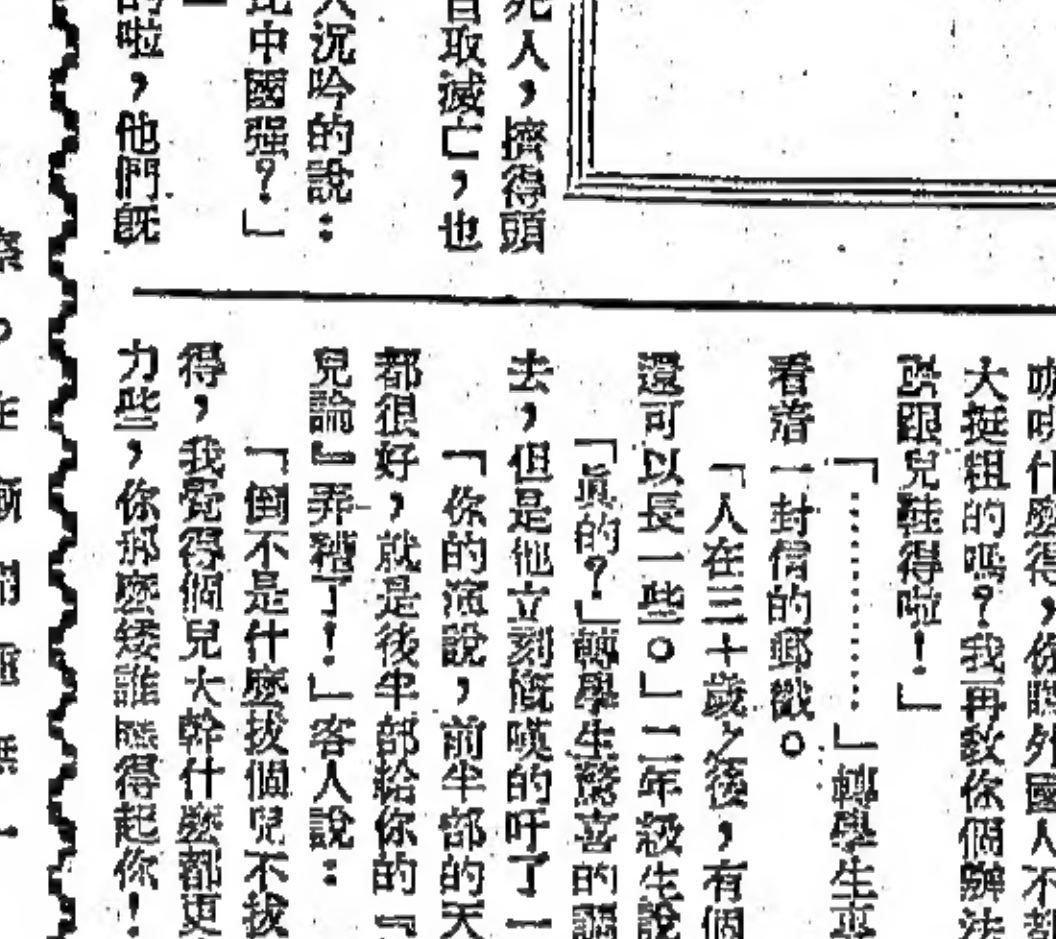 死人，擠得頭
自取滅亡，也
人沉吟的說：
比中國强？」
的啦，他們旣
什麼得，你瞧外國人不都
大挺粗的嗎？我再敎你個辦法
跟兒鞋得啦！」
「…………」轉學生
看着一封信的郵戳。
「人在三十歲之後，有個
還可以長一些。」二年級生說
「眞的？」轉學生驚喜的
去，但是他立刻慨嘆的吁了一
「你的演說，前半部的天
都很好，就是後半部給你的『
兒論』弄糟了！」客人說：
「倒不是什麼拔個兒不拔
得，我覺得個兒大幹什麼都更
力些，你那麼矮誰瞧得起你！